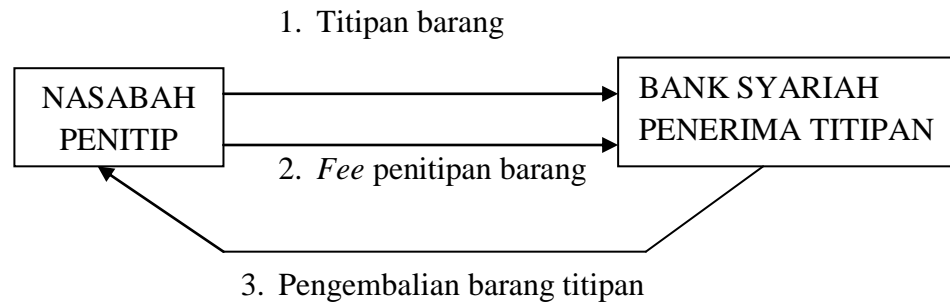 1. Titipan barang
NASABAH
PENITIP
BANK SYARIAH
PENERIMA TITIPAN
2. Fee penitipan barang
3. Pengembalian barang titipan